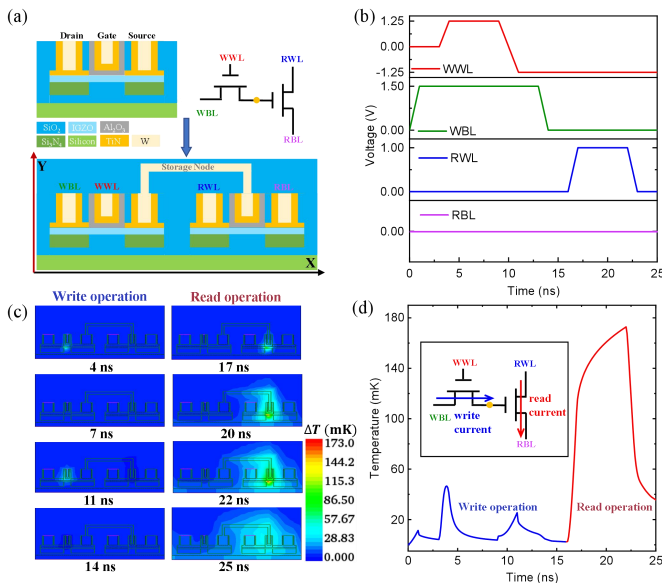 (a)
Drain Gate Source
WWL
RWL
WBL
RBL
SiO₂ IGZO Al₂O₃
Si₃N₄ Silicon TiN W
Y
Storage Node
WBL WWL RWL RBL
X
(b)
Voltage (V)
1.25
0.00
-1.25
WWL
1.50
0.00
WBL
1.00
0.00
RWL
0.00
RBL
0 5 10 15 20 25
Time (ns)
(c)
Write operation Read operation
4 ns 17 ns
7 ns 20 ns
11 ns 22 ns
14 ns 25 ns
ΔT (mK)
173.0
144.2
115.3
86.50
57.67
28.83
0.000
(d)
Temperature (mK)
180
140
100
60
20
WWL
RWL
WBL
write
current
read
current
RBL
Write operation
Read operation
0 5 10 15 20 25
Time (ns)